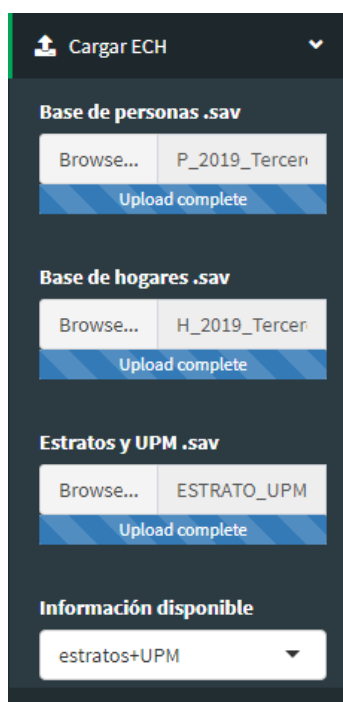 Cargar ECH
Base de personas .sav
Browse... P_2019_Tercer
Upload complete
Base de hogares .sav
Browse... H_2019_Tercer
Upload complete
Estratos y UPM .sav
Browse... ESTRATO_UPM
Upload complete
Información disponible
estratos+UPM